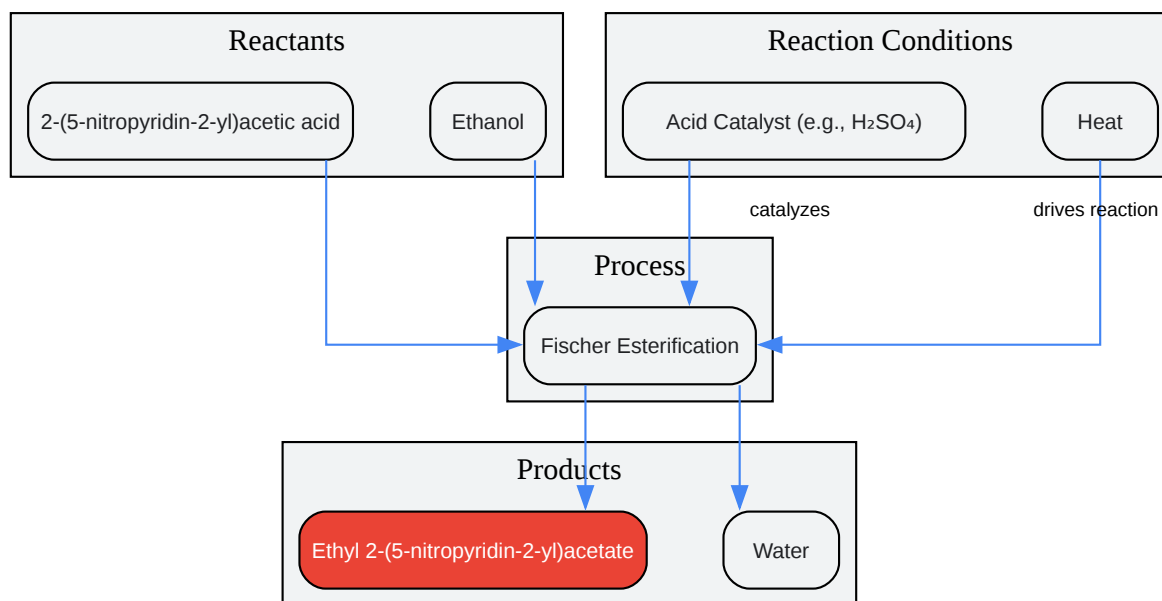 Reactants
Reaction Conditions
2-(5-nitropyridin-2-yl)acetic acid
Ethanol
Acid Catalyst (e.g., H₂SO₄)
Heat
catalyzes
drives reaction
Process
Fischer Esterification
Products
Ethyl 2-(5-nitropyridin-2-yl)acetate
Water